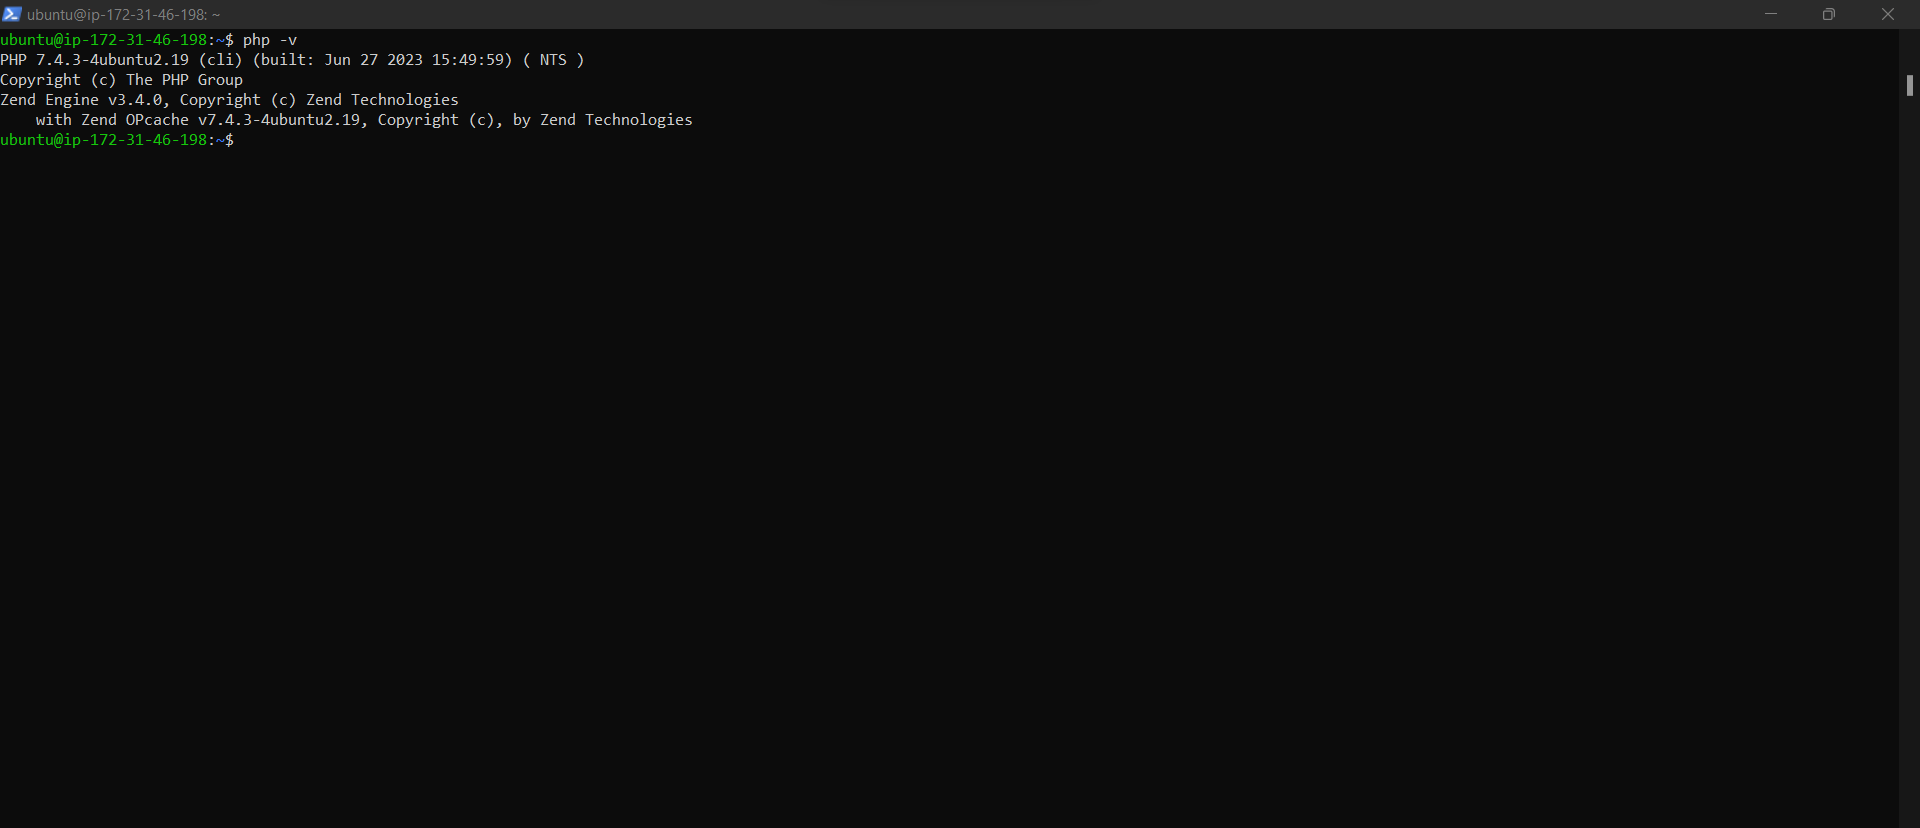 ubuntu@ip-172-31-46-198: ~
ubuntu@ip-172-31-46-198:~$ php -v
PHP 7.4.3-4ubuntu2.19 (cli) (built: Jun 27 2023 15:49:59) ( NTS )
Copyright (c) The PHP Group
Zend Engine v3.4.0, Copyright (c) Zend Technologies
    with Zend OPcache v7.4.3-4ubuntu2.19, Copyright (c), by Zend Technologies
ubuntu@ip-172-31-46-198:~$